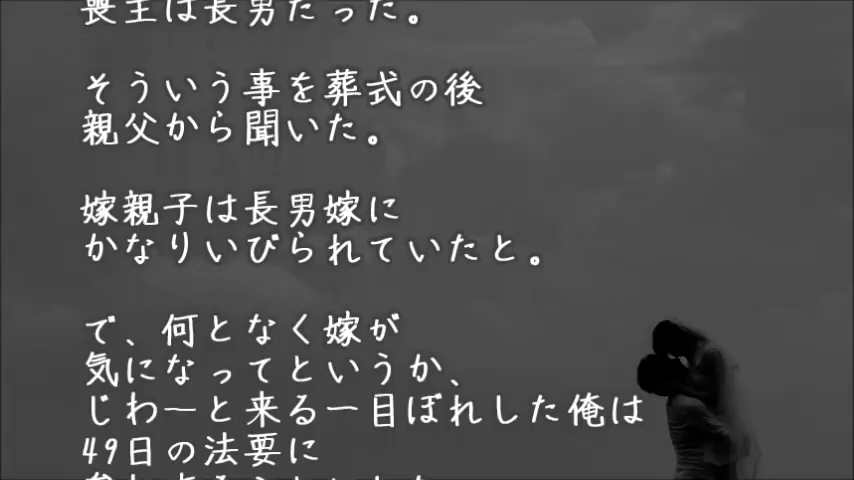 喪主は長男だった。
そういう事を葬式の後
親父から聞いた。
嫁親子は長男嫁に
かなりいびられていたと。
で、何となく嫁が
気になってというか、
じわーと来る一目ぼれした俺は
49日の法要に